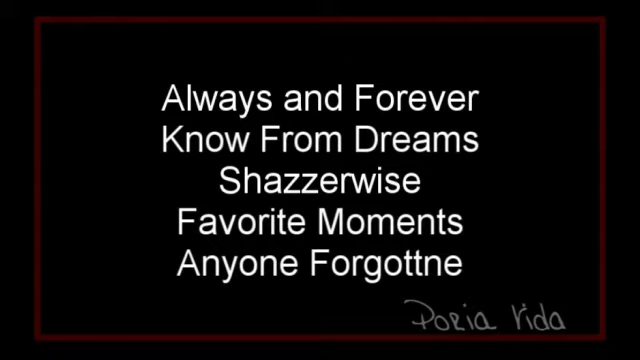 Always and Forever
Know From Dreams
Shazzerwise
Favorite Moments
Anyone Forgottne
Poria Vida